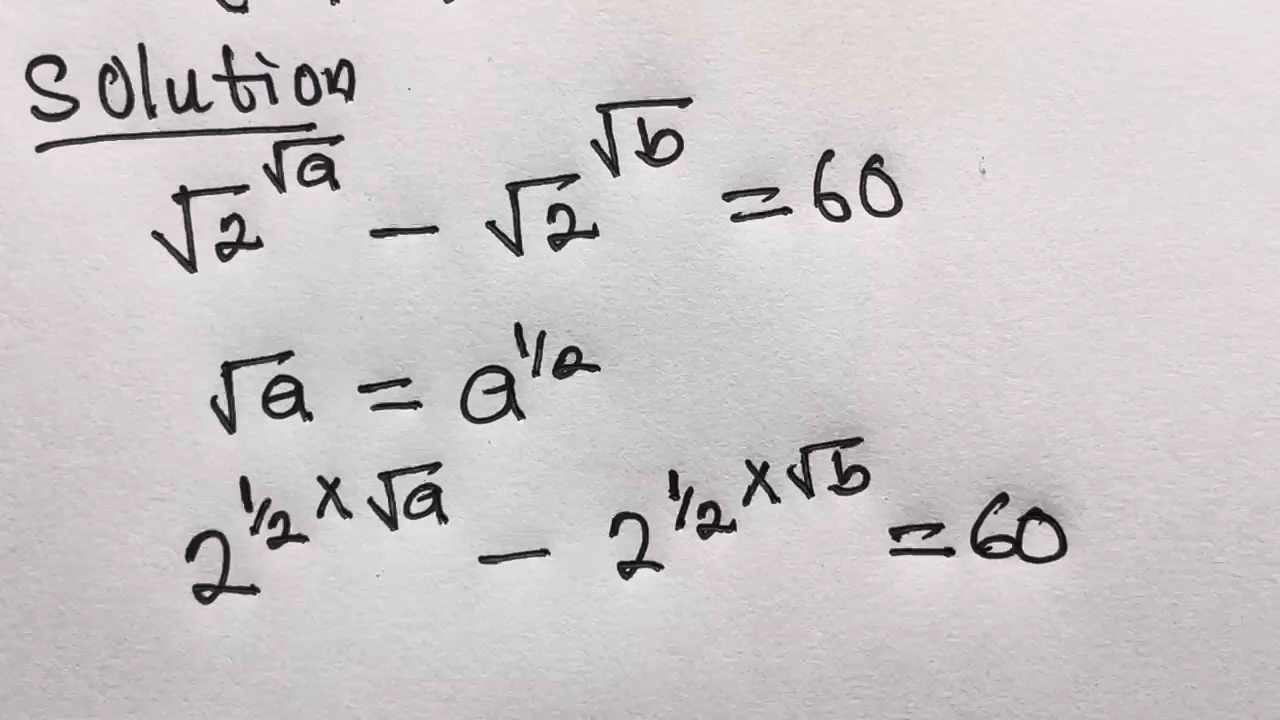 Solution
√2^√a − √2^√b = 60
√a = a^1/2
2^1/2 × √a − 2^1/2 × √b = 60